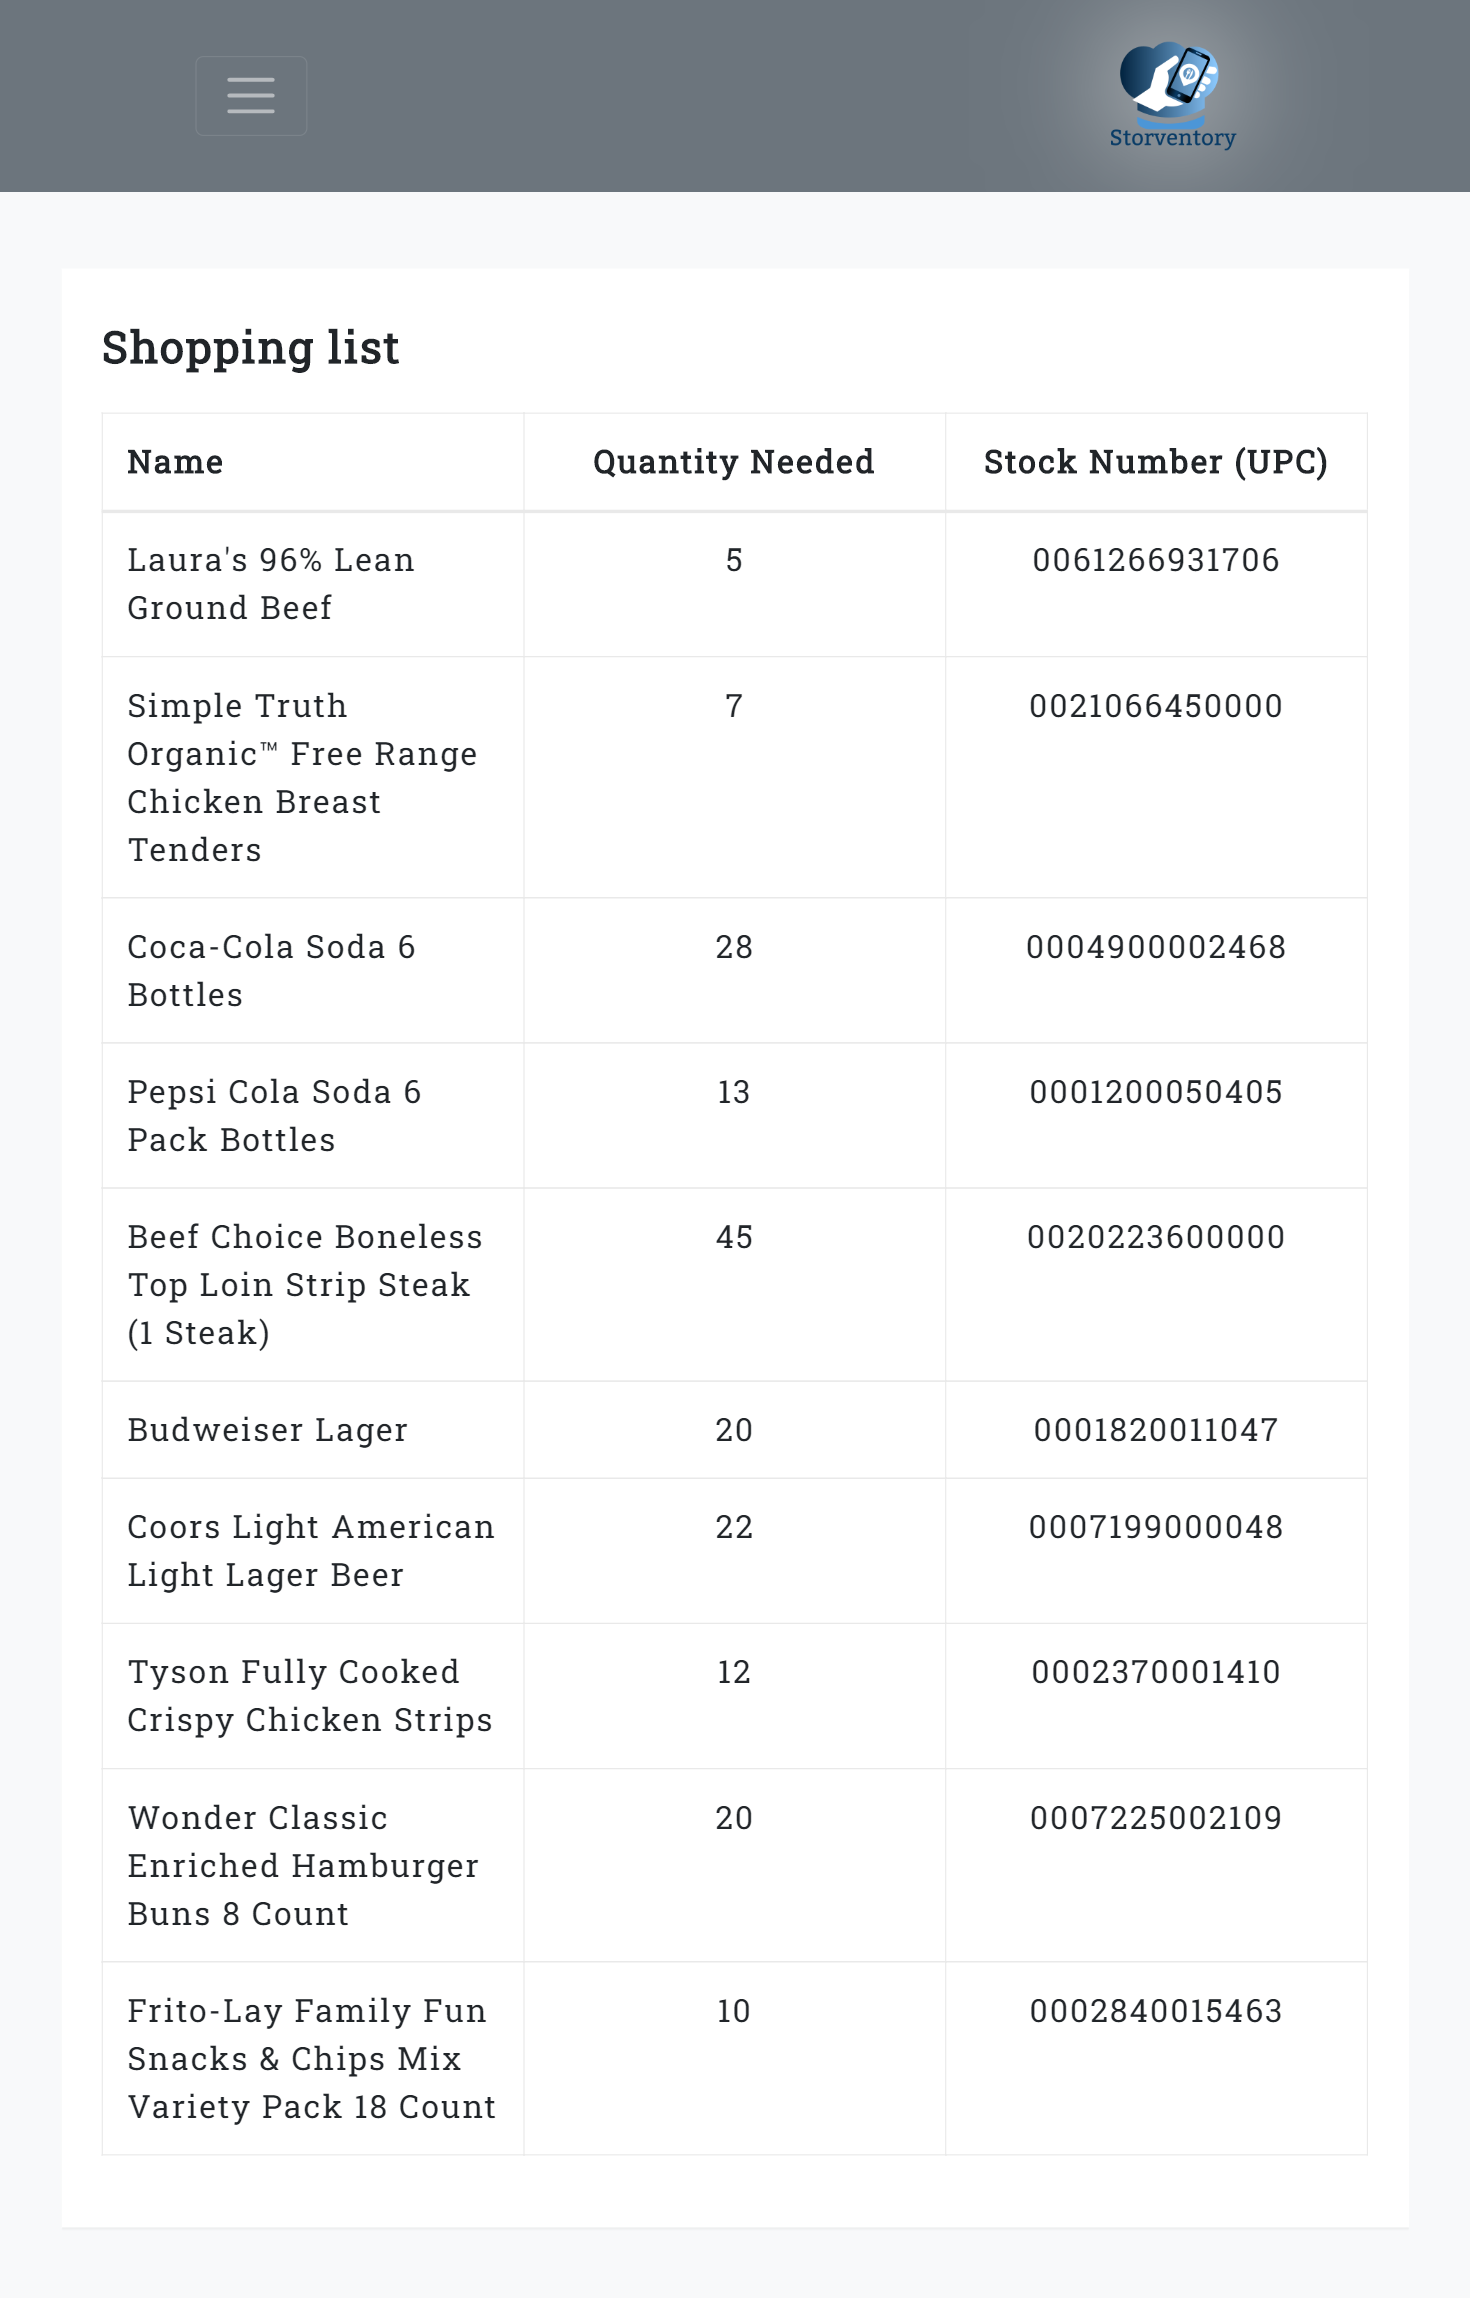 Storventory
Shopping list
Name Quantity Needed Stock Number (UPC)
Laura's 96% Lean 5 0061266931706
Ground Beef
Simple Truth 7 0021066450000
Organic™ Free Range
Chicken Breast
Tenders
Coca-Cola Soda 6 28 0004900002468
Bottles
Pepsi Cola Soda 6 13 0001200050405
Pack Bottles
Beef Choice Boneless 45 0020223600000
Top Loin Strip Steak
(1 Steak)
Budweiser Lager 20 0001820011047
Coors Light American 22 0007199000048
Light Lager Beer
Tyson Fully Cooked 12 0002370001410
Crispy Chicken Strips
Wonder Classic 20 0007225002109
Enriched Hamburger
Buns 8 Count
Frito-Lay Family Fun 10 0002840015463
Snacks & Chips Mix
Variety Pack 18 Count